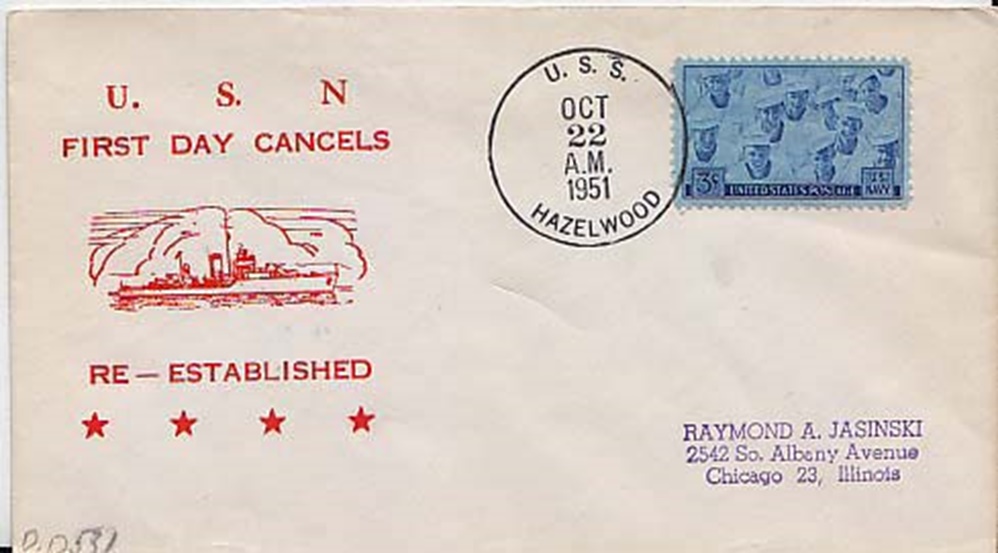 U. S. N
FIRST DAY CANCELS
RE — ESTABLISHED
U. S. S.
OCT
22
A.M.
1951
HAZELWOOD
3¢ UNITED STATES POSTAGE U.S. NAVY
RAYMOND A. JASINSKI
2542 So. Albany Avenue
Chicago 23, Illinois
DD531